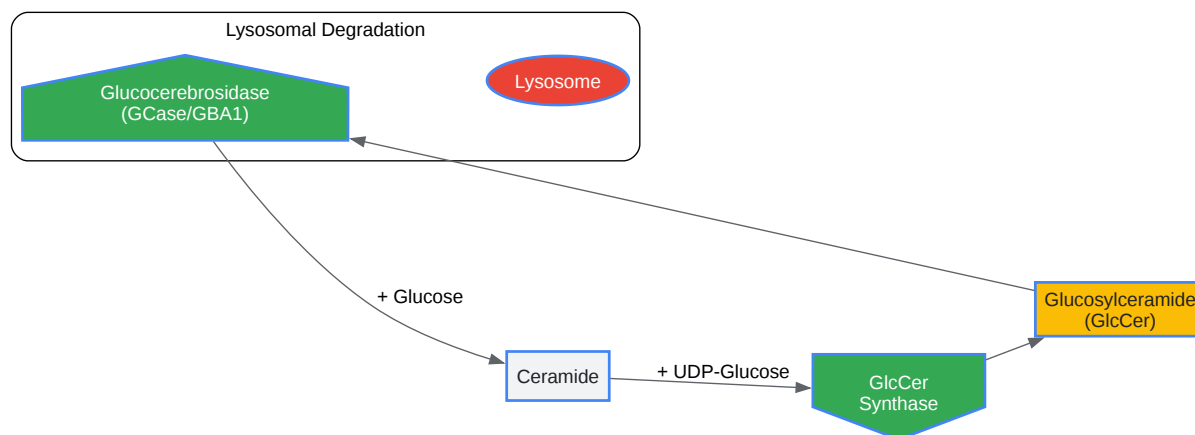 Lysosomal Degradation
Glucocerebrosidase
(GCase/GBA1)
Lysosome
+ Glucose
Glucosylceramide
(GlcCer)
Ceramide
+ UDP-Glucose
GlcCer
Synthase